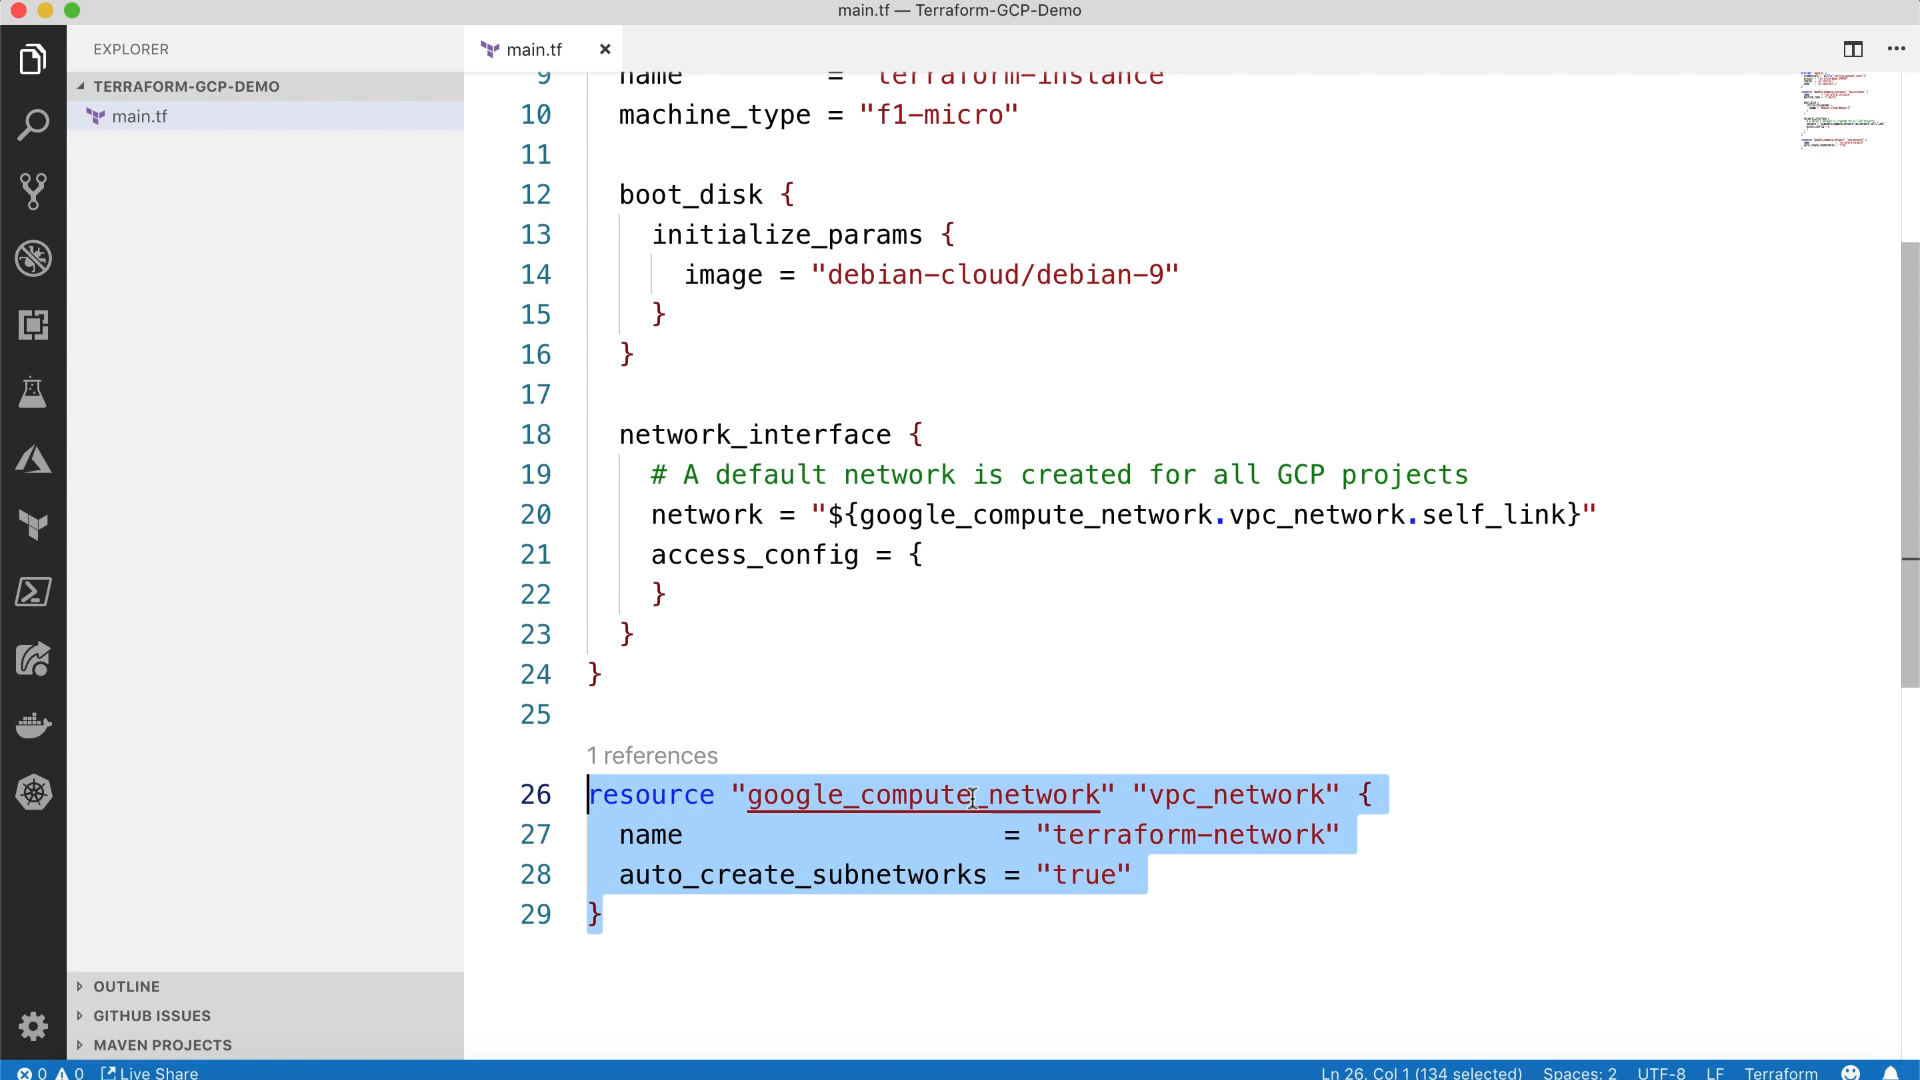 main.tf — Terraform-GCP-Demo
EXPLORER
TERRAFORM-GCP-DEMO
main.tf
main.tf
9 name = "terraform-instance
10 machine_type = "f1-micro"
11
12 boot_disk {
13 initialize_params {
14 image = "debian-cloud/debian-9"
15 }
16 }
17
18 network_interface {
19 # A default network is created for all GCP projects
20 network = "${google_compute_network.vpc_network.self_link}"
21 access_config = {
22 }
23 }
24 }
25
1 references
26 resource "google_compute_network" "vpc_network" {
27 name = "terraform-network"
28 auto_create_subnetworks = "true"
29 }
OUTLINE
GITHUB ISSUES
MAVEN PROJECTS
0 0 Live Share Ln 26, Col 1 (134 selected) Spaces: 2 UTF-8 LF Terraform